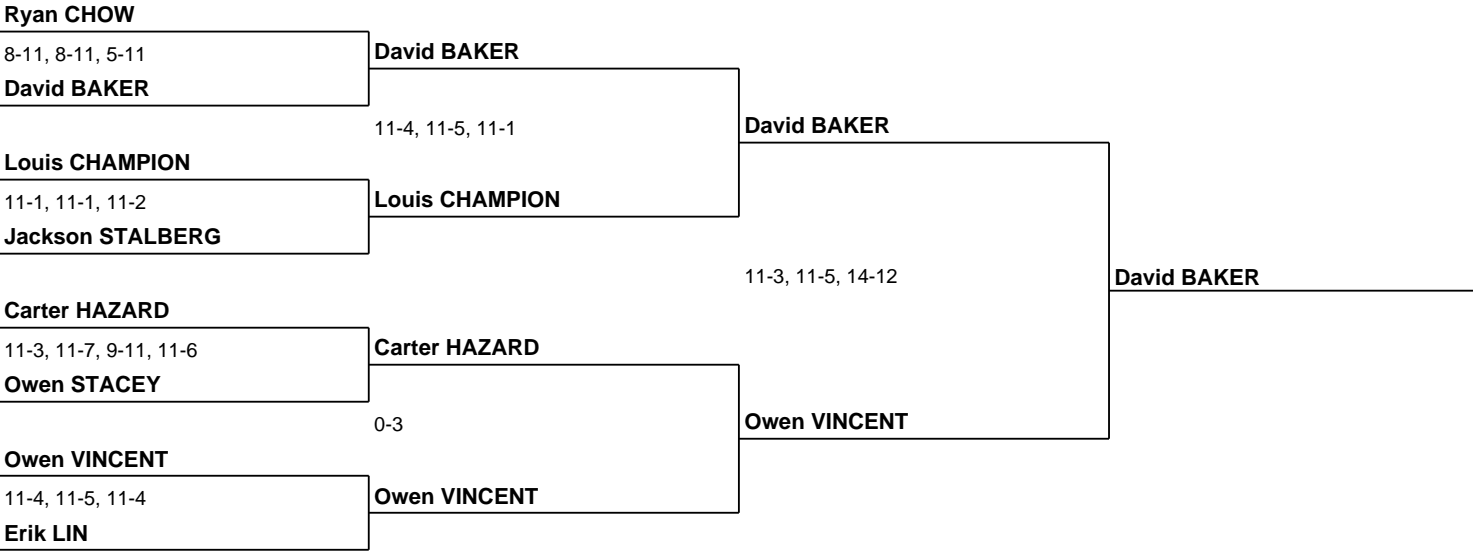 Ryan CHOW
8-11, 8-11, 5-11
David BAKER
David BAKER
11-4, 11-5, 11-1
David BAKER
Louis CHAMPION
11-1, 11-1, 11-2
Louis CHAMPION
Jackson STALBERG
11-3, 11-5, 14-12
David BAKER
Carter HAZARD
11-3, 11-7, 9-11, 11-6
Carter HAZARD
Owen STACEY
0-3
Owen VINCENT
Owen VINCENT
11-4, 11-5, 11-4
Owen VINCENT
Erik LIN